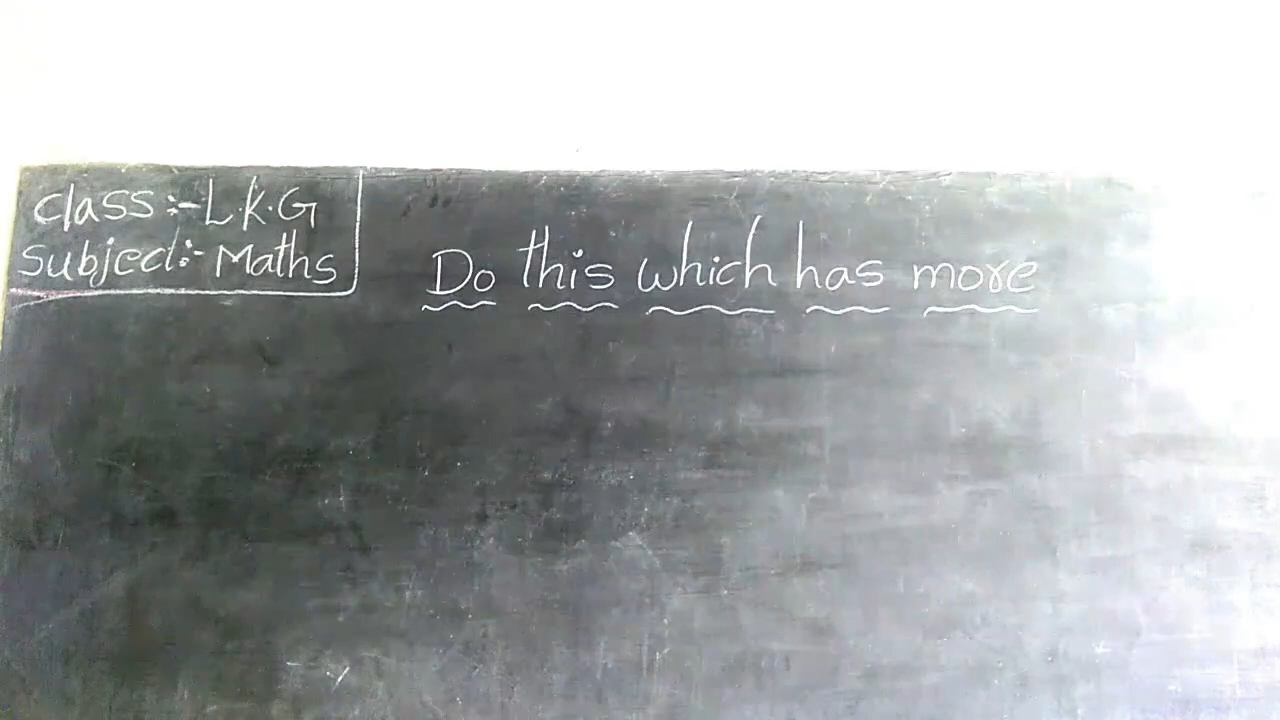 class :- L.K.G
Subject:- Maths
Do this which has more